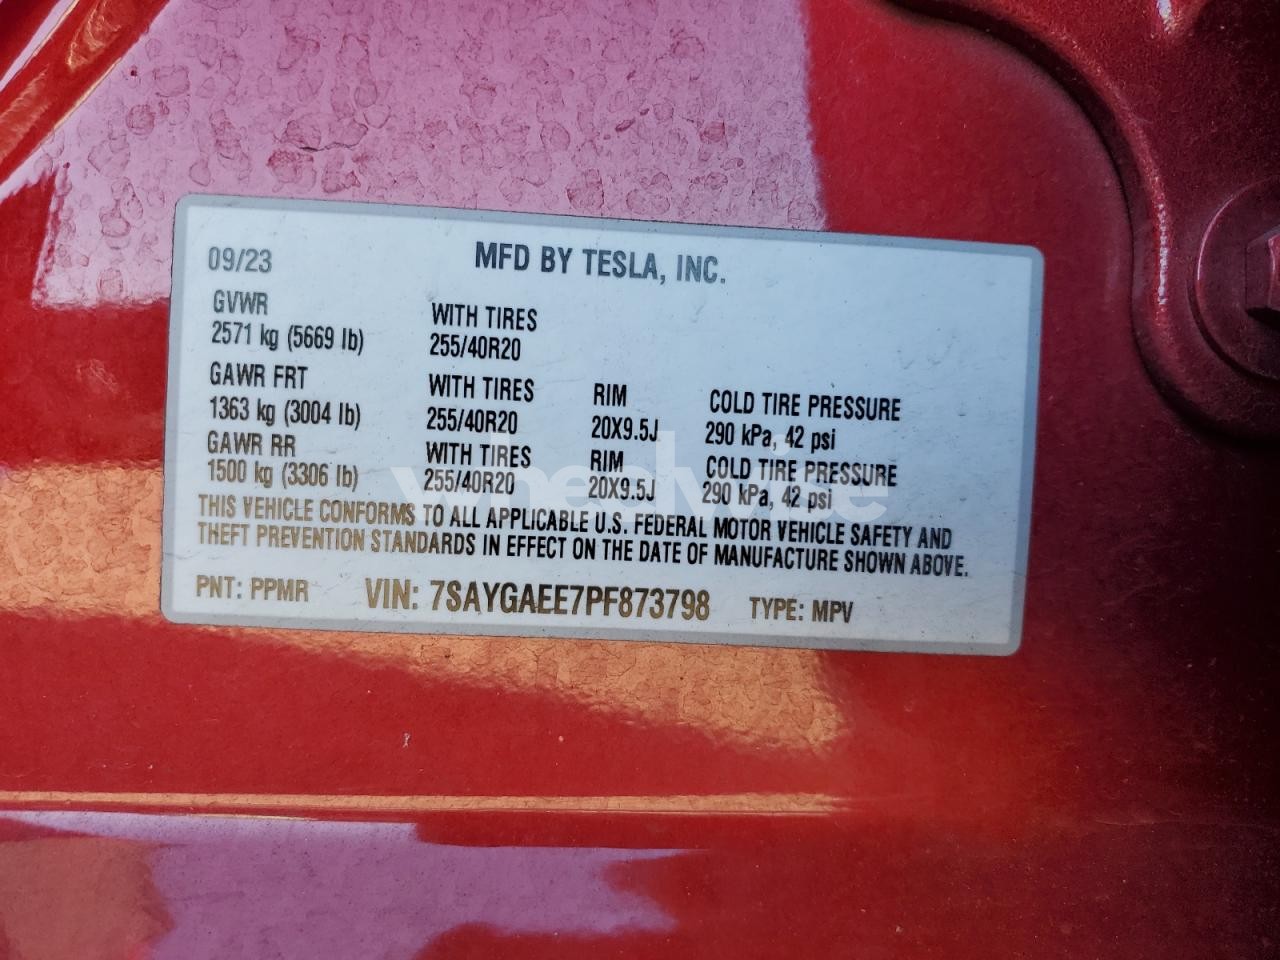 09/23 MFD BY TESLA, INC.
GVWR WITH TIRES
2571 kg (5669 lb) 255/40R20
GAWR FRT WITH TIRES RIM COLD TIRE PRESSURE
1363 kg (3004 lb) 255/40R20 20X9.5J 290 kPa, 42 psi
GAWR RR WITH TIRES RIM COLD TIRE PRESSURE
1500 kg (3306 lb) 255/40R20 20X9.5J 290 kPa, 42 psi
wheelwise
THIS VEHICLE CONFORMS TO ALL APPLICABLE U.S. FEDERAL MOTOR VEHICLE SAFETY AND
THEFT PREVENTION STANDARDS IN EFFECT ON THE DATE OF MANUFACTURE SHOWN ABOVE.
PNT: PPMR VIN: 7SAYGAEE7PF873798 TYPE: MPV